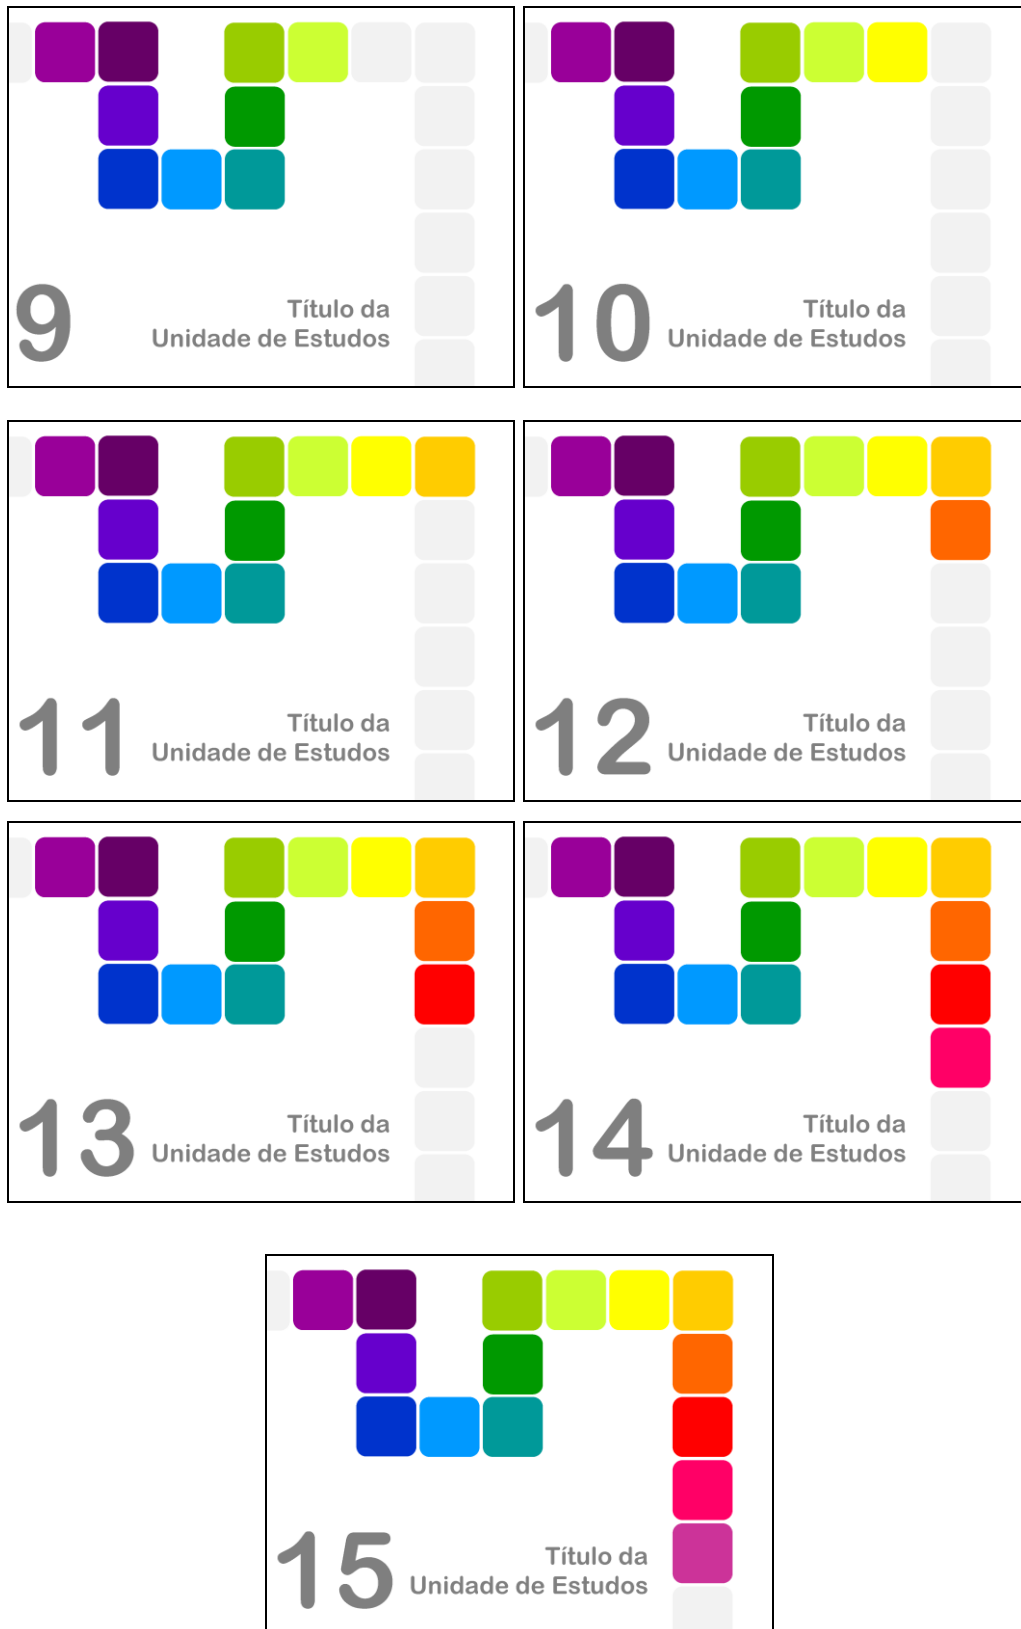 9
Título da
Unidade de Estudos
10
Título da
Unidade de Estudos
11
Título da
Unidade de Estudos
12
Título da
Unidade de Estudos
13
Título da
Unidade de Estudos
14
Título da
Unidade de Estudos
15
Título da
Unidade de Estudos